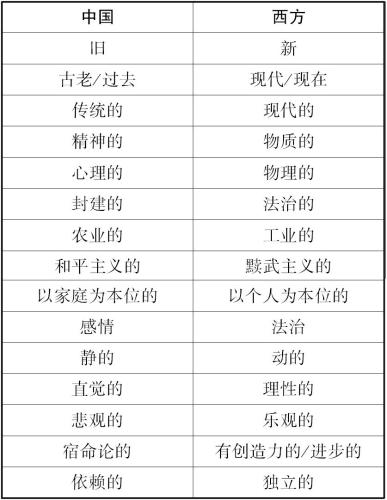 中国 西方
旧 新
古老/过去 现代/现在
传统的 现代的
精神的 物质的
心理的 物理的
封建的 法治的
农业的 工业的
和平主义的 黩武主义的
以家庭为本位的 以个人为本位的
感情 法治
静的 动的
直觉的 理性的
悲观的 乐观的
宿命论的 有创造力的/进步的
依赖的 独立的